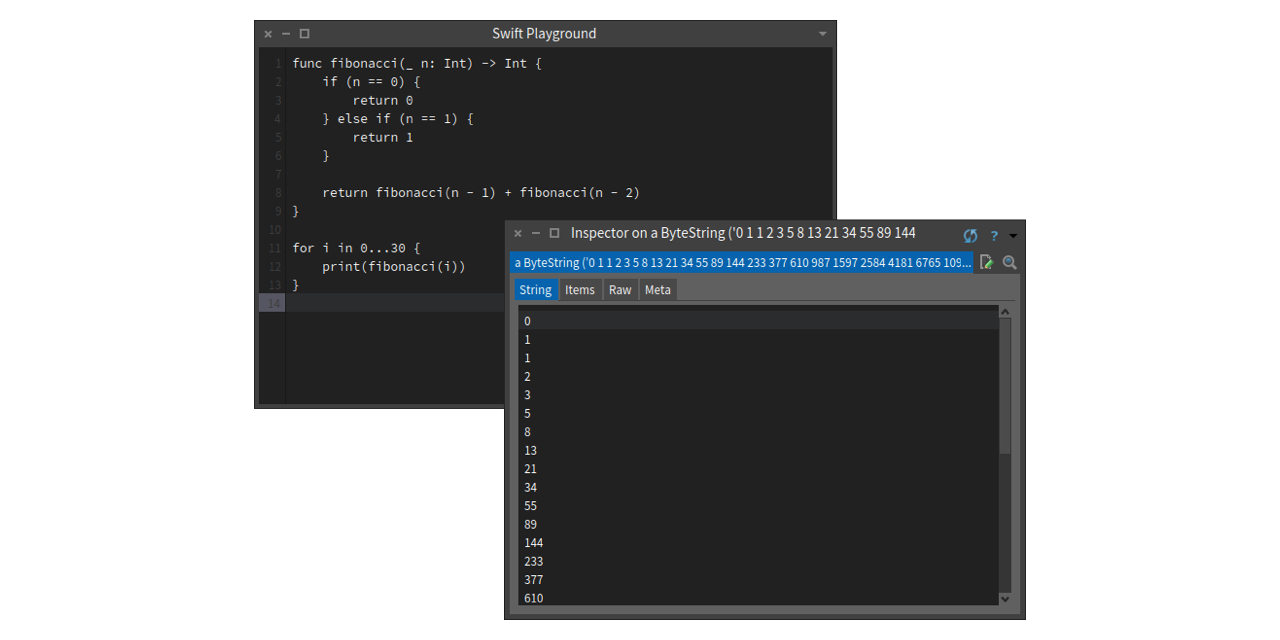 Swift Playground
1 func fibonacci(_ n: Int) -> Int {
2 if (n == 0) {
3 return 0
4 } else if (n == 1) {
5 return 1
6 }
7
8 return fibonacci(n - 1) + fibonacci(n - 2)
9 }
10
11 for i in 0...30 {
12 print(fibonacci(i))
13 }
14
Inspector on a ByteString ('0 1 1 2 3 5 8 13 21 34 55 89 144
?
a ByteString ('0 1 1 2 3 5 8 13 21 34 55 89 144 233 377 610 987 1597 2584 4181 6765 109...
String Items Raw Meta
0
1
1
2
3
5
8
13
21
34
55
89
144
233
377
610